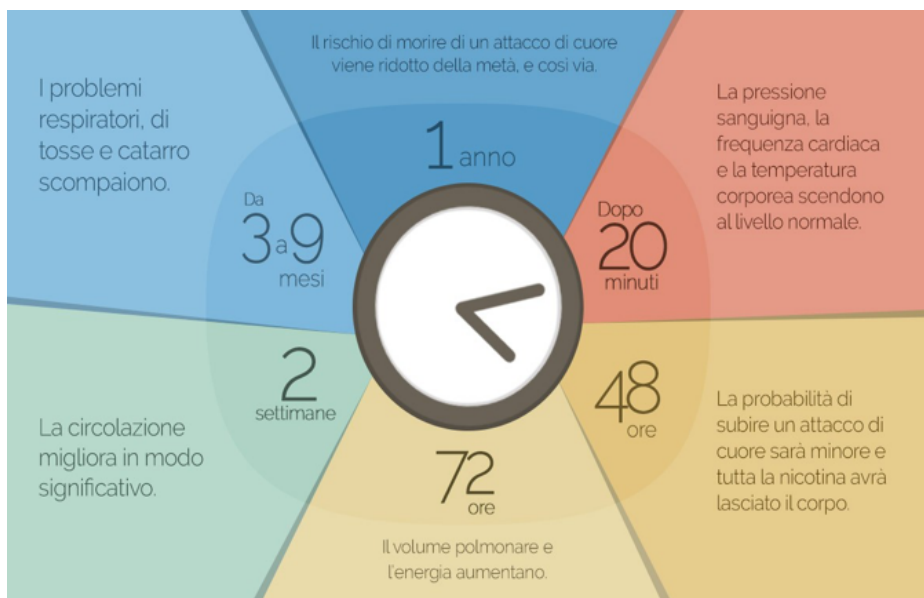 Il rischio di morire di un attacco di cuore
viene ridotto della metà, e così via.
1 anno
La pressione
sanguigna, la
frequenza cardiaca
e la temperatura
corporea scendono
al livello normale.
Dopo
20
minuti
La probabilità di
subire un attacco di
cuore sarà minore e
tutta la nicotina avrà
lasciato il corpo.
48
ore
72
ore
Il volume polmonare e
l'energia aumentano.
2
settimane
La circolazione
migliora in modo
significativo.
Da
3 a 9
mesi
I problemi
respiratori, di
tosse e catarro
scompaiono.